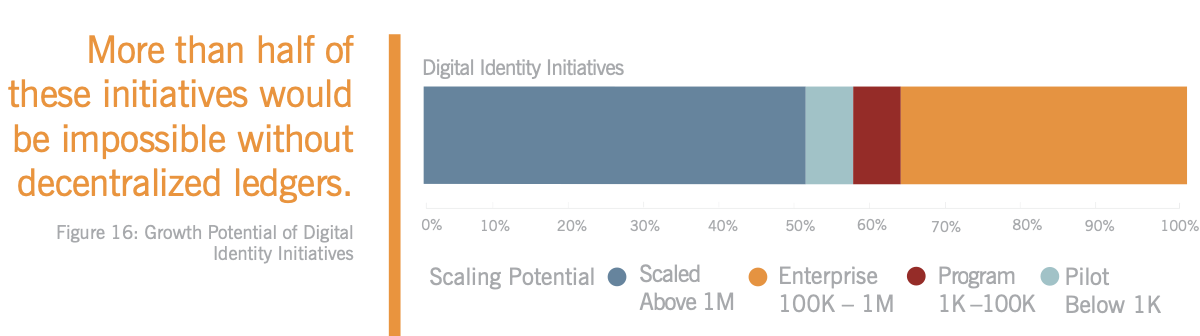 More than half of
these initiatives would
be impossible without
decentralized ledgers.
Figure 16: Growth Potential of Digital
Identity Initiatives
Digital Identity Initiatives
0% 10% 20% 30% 40% 50% 60% 70% 80% 90% 100%
Scaling Potential
Scaled
Above 1M
Enterprise
100K – 1M
Program
1K –100K
Pilot
Below 1K